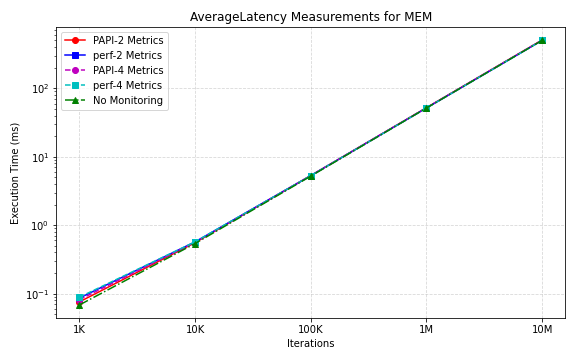 AverageLatency Measurements for MEM
PAPI-2 Metrics
perf-2 Metrics
PAPI-4 Metrics
perf-4 Metrics
No Monitoring
Execution Time (ms)
10²
10¹
10⁰
10⁻¹
1K 10K 100K 1M 10M
Iterations